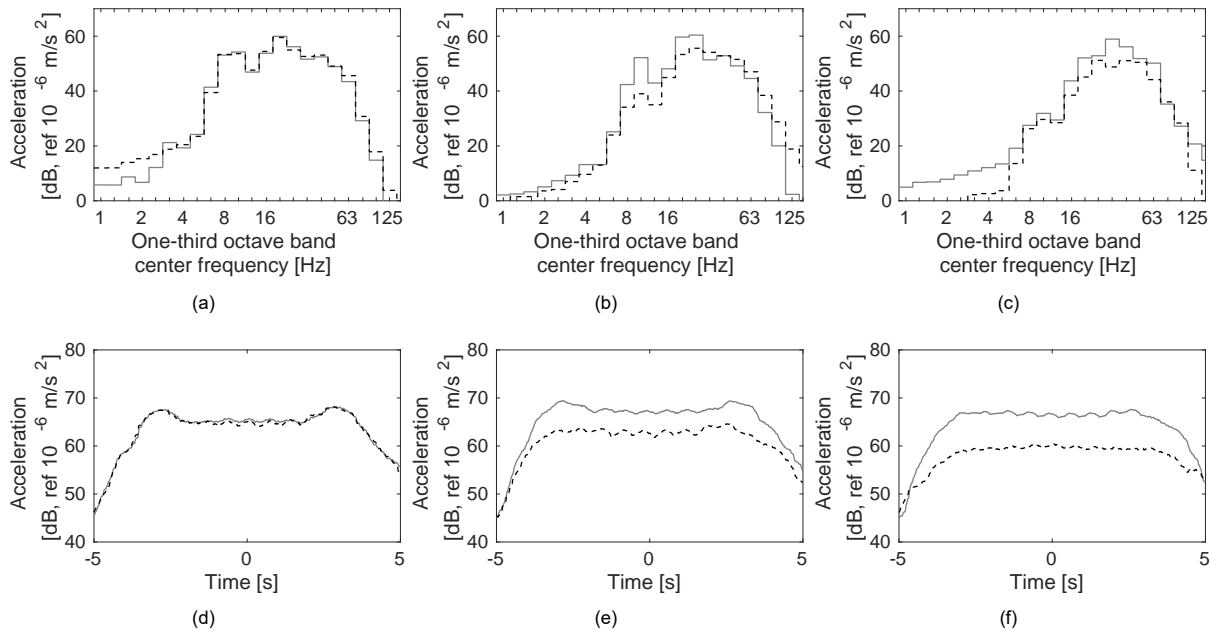 Acceleration
[dB, ref 10 -6 m/s 2]
60
40
20
0
1 2 4 8 16 63 125
One-third octave band
center frequency [Hz]
(a)
Acceleration
[dB, ref 10 -6 m/s 2]
60
40
20
0
1 2 4 8 16 63 125
One-third octave band
center frequency [Hz]
(b)
Acceleration
[dB, ref 10 -6 m/s 2]
60
40
20
0
1 2 4 8 16 63 125
One-third octave band
center frequency [Hz]
(c)
Acceleration
[dB, ref 10 -6 m/s 2]
80
70
60
50
40
-5 0 5
Time [s]
(d)
Acceleration
[dB, ref 10 -6 m/s 2]
80
70
60
50
40
-5 0 5
Time [s]
(e)
Acceleration
[dB, ref 10 -6 m/s 2]
80
70
60
50
40
-5 0 5
Time [s]
(f)